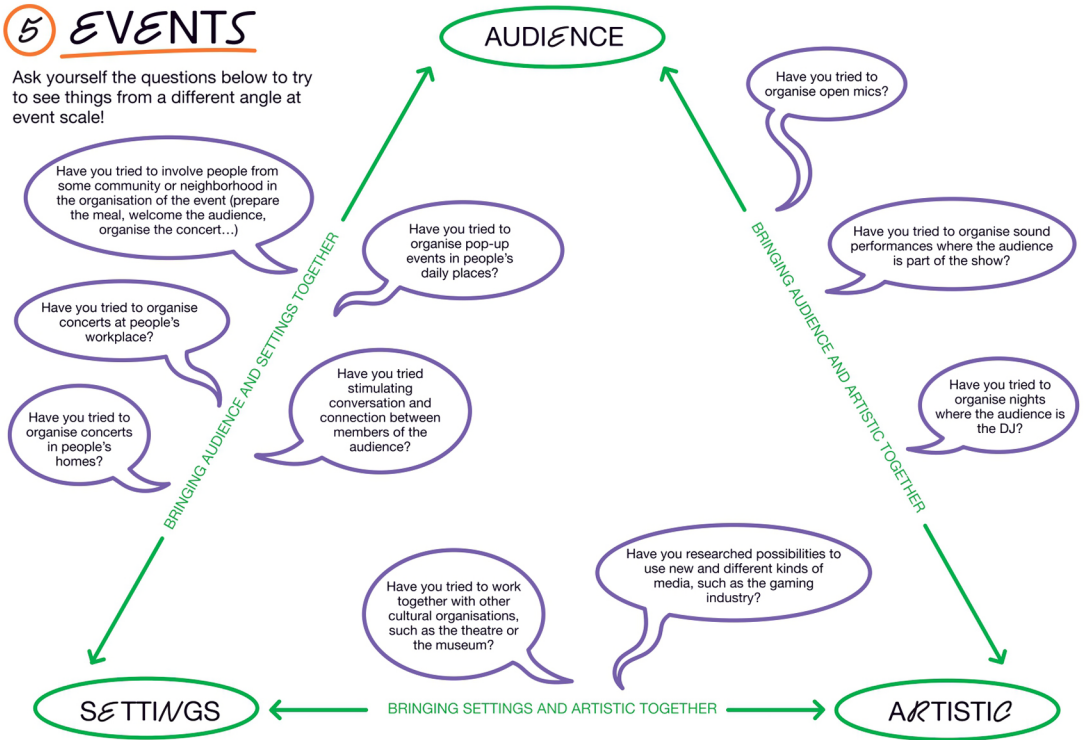 5 EVENTS
Ask yourself the questions below to try
to see things from a different angle at
event scale!
AUDIENCE
Have you tried to
organise open mics?
Have you tried to involve people from
some community or neighborhood in
the organisation of the event (prepare
the meal, welcome the audience,
organise the concert…)
Have you tried to
organise pop-up
events in people's
daily places?
Have you tried to organise sound
performances where the audience
is part of the show?
Have you tried to organise
concerts at people's
workplace?
Have you tried
stimulating
conversation and
connection between
members of the
audience?
Have you tried to
organise nights
where the audience is
the DJ?
Have you tried to
organise concerts
in people's
homes?
BRINGING AUDIENCE AND SETTINGS TOGETHER
BRINGING AUDIENCE AND ARTISTIC TOGETHER
Have you tried to work
together with other
cultural organisations,
such as the theatre or
the museum?
Have you researched possibilities to
use new and different kinds of
media, such as the gaming
industry?
SETTINGS
BRINGING SETTINGS AND ARTISTIC TOGETHER
ARTISTIC